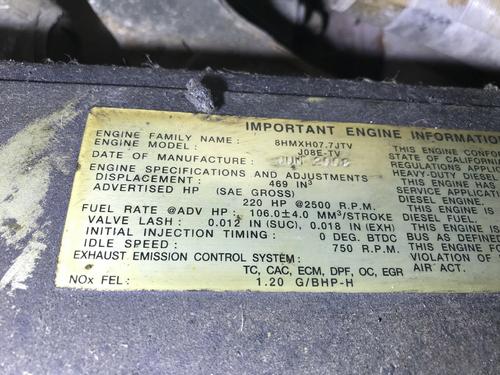 IMPORTANT ENGINE INFORMATION
ENGINE FAMILY NAME : 8HMXH07.7JTV
ENGINE MODEL : J08E-TV
DATE OF MANUFACTURE : JUN
ENGINE SPECIFICATIONS AND ADJUSTMENTS
DISPLACEMENT : 469 IN³
ADVERTISED HP (SAE GROSS)
220 HP @2500 R.P.M.
FUEL RATE @ADV HP : 106.0±4.0 MM³/STROKE
VALVE LASH : 0.012 IN (SUC), 0.018 IN (EXH)
INITIAL INJECTION TIMING : 0 DEG. BTDC
IDLE SPEED : 750 R.P.M.
EXHAUST EMISSION CONTROL SYSTEM :
TC, CAC, ECM, DPF, OC, EGR
NOx FEL : 1.20 G/BHP-H
THIS ENGINE
STATE OF CALIFORNIA
REGULATIONS APPLICA
HEAVY-DUTY DIESEL
THIS ENGINE HAS
SERVICE APPLICAT
DIESEL ENGINE.
THIS ENGINE IS
DIESEL FUEL.
THIS ENGINE IS
BUS AS DEFINED
THIS ENGINE FO
VIOLATION OF
AIR ACT.